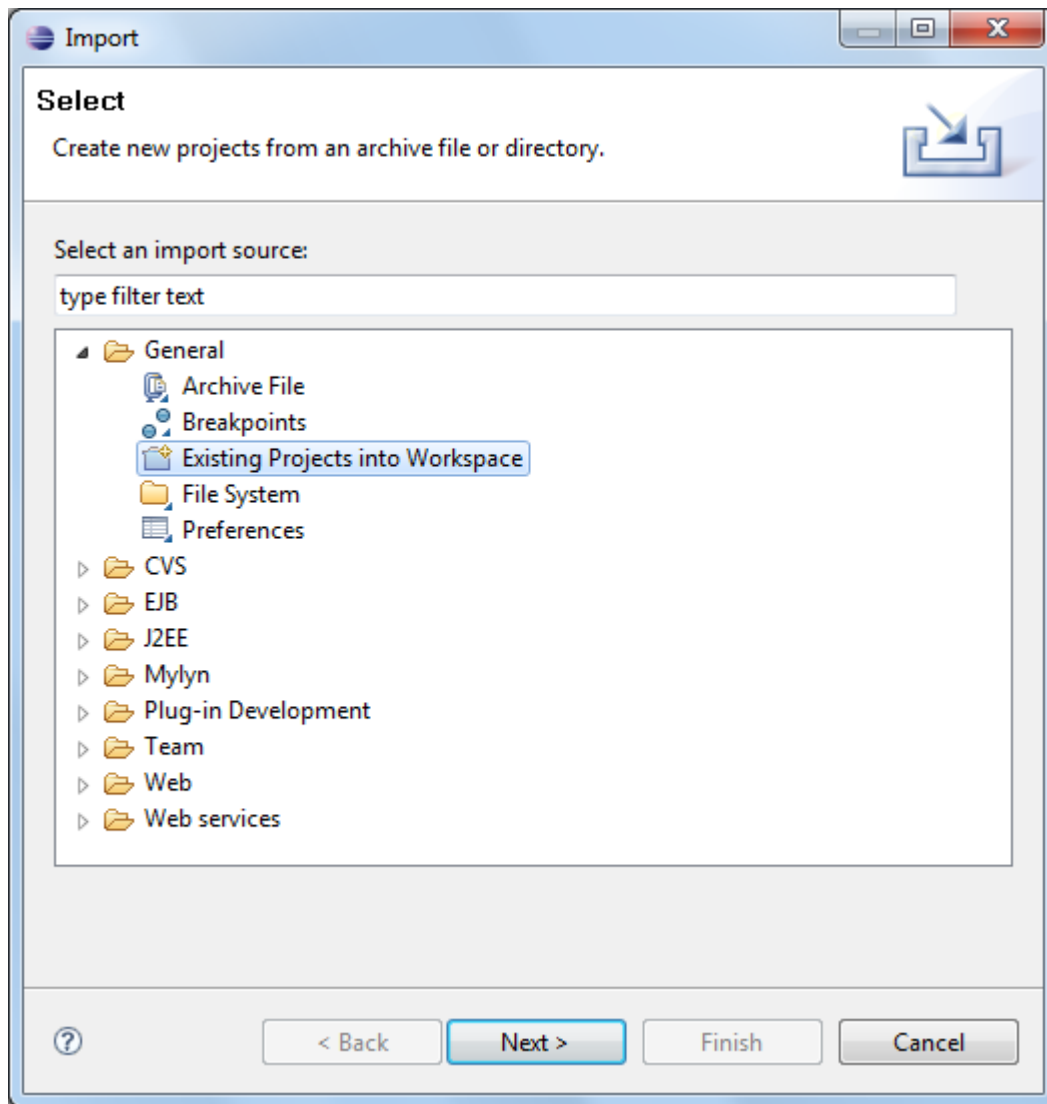 Import
Select
Create new projects from an archive file or directory.
Select an import source:
type filter text
General
Archive File
Breakpoints
Existing Projects into Workspace
File System
Preferences
CVS
EJB
J2EE
Mylyn
Plug-in Development
Team
Web
Web services
? < Back Next > Finish Cancel